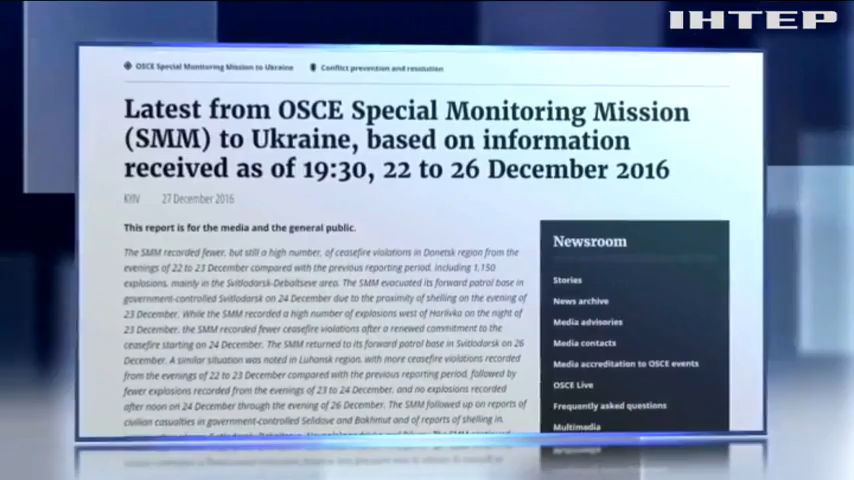 ІНТЕР
OSCE Special Monitoring Mission to Ukraine
Conflict prevention and resolution
Latest from OSCE Special Monitoring Mission
(SMM) to Ukraine, based on information
received as of 19:30, 22 to 26 December 2016
KYIV 27 December 2016
This report is for the media and the general public.
The SMM recorded fewer, but still a high number, of ceasefire violations in Donetsk region from the
evenings of 22 to 23 December compared with the previous reporting period, including 1,150
explosions, mainly in the Svitlodarsk-Debaltseve area. The SMM evacuated its forward patrol base in
government-controlled Svitlodarsk on 24 December due to the proximity of shelling on the evening of
23 December. While the SMM recorded a high number of explosions west of Horlivka on the night of
23 December, the SMM recorded fewer ceasefire violations after a renewed commitment to the
ceasefire starting on 24 December. The SMM returned to its forward patrol base in Svitlodarsk on 26
December. A similar situation was noted in Luhansk region, with more ceasefire violations recorded
from the evenings of 22 to 23 December compared with the previous reporting period, followed by
fewer explosions recorded from the evenings of 23 to 24 December, and no explosions recorded
after noon on 24 December through the evening of 26 December. The SMM followed up on reports of
civilian casualties in government-controlled Selidove and Bakhmut and of reports of shelling in
Newsroom
Stories
News archive
Media advisories
Media contacts
Media accreditation to OSCE events
OSCE Live
Frequently asked questions
Multimedia